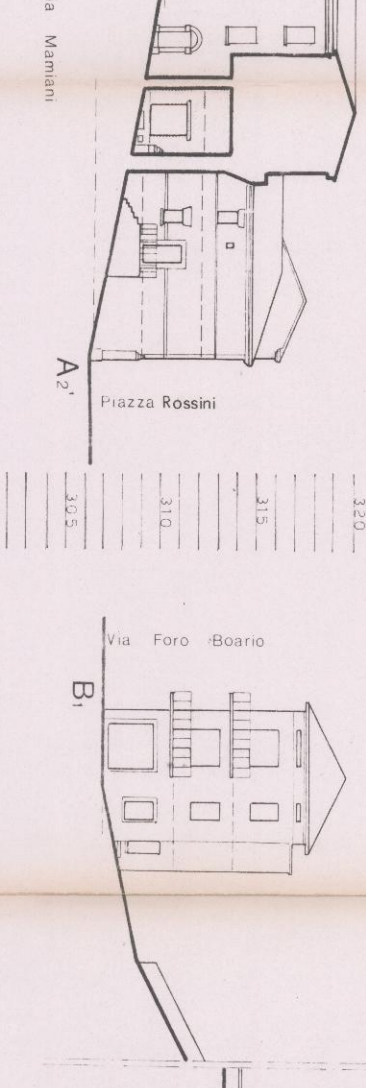 a Mamiani
A₂'
Piazza Rossini
305
310
315
320
Via Foro Boario
B₁